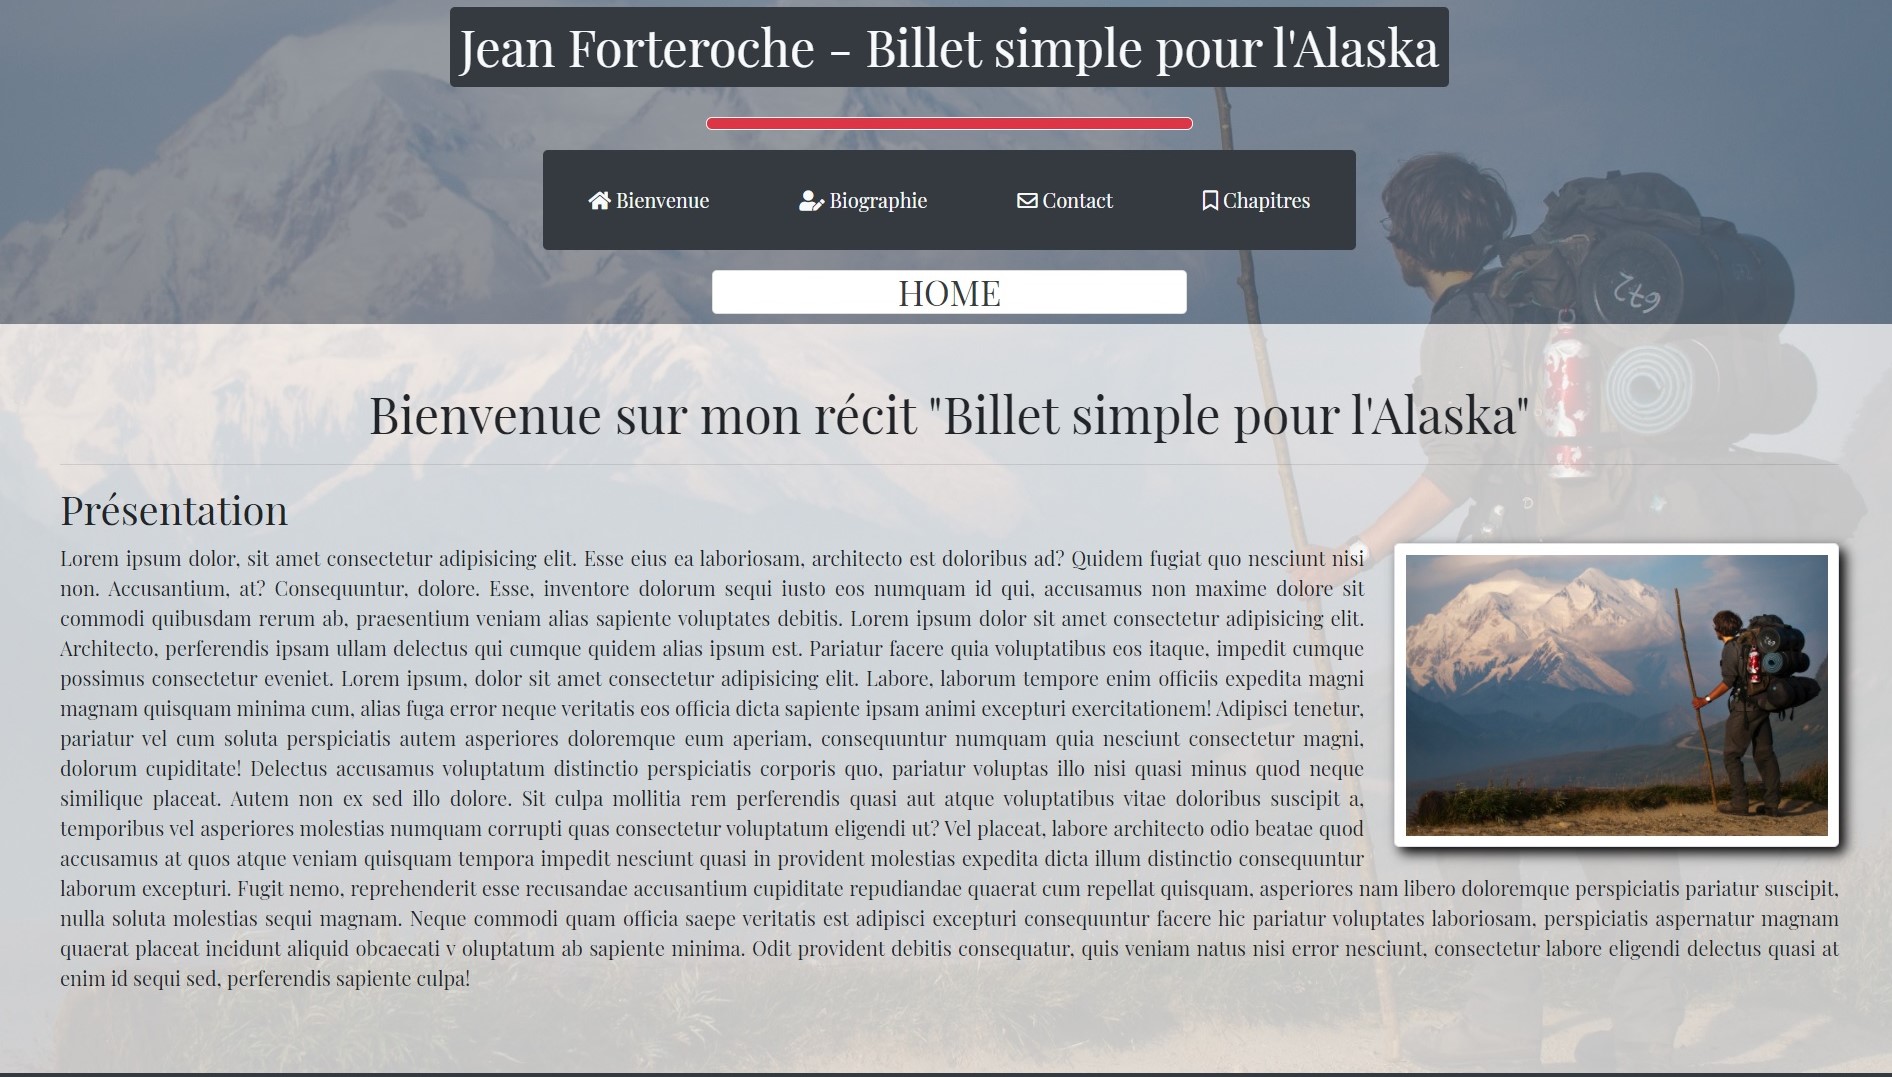 Jean Forteroche - Billet simple pour l'Alaska
Bienvenue Biographie Contact Chapitres
HOME
672
Bienvenue sur mon récit "Billet simple pour l'Alaska"
Présentation
Lorem ipsum dolor, sit amet consectetur adipisicing elit. Esse eius ea laboriosam, architecto est doloribus ad? Quidem fugiat quo nesciunt nisi
non. Accusantium, at? Consequuntur, dolore. Esse, inventore dolorum sequi iusto eos numquam id qui, accusamus non maxime dolore sit
commodi quibusdam rerum ab, praesentium veniam alias sapiente voluptates debitis. Lorem ipsum dolor sit amet consectetur adipisicing elit.
Architecto, perferendis ipsam ullam delectus qui cumque quidem alias ipsum est. Pariatur facere quia voluptatibus eos itaque, impedit cumque
possimus consectetur eveniet. Lorem ipsum, dolor sit amet consectetur adipisicing elit. Labore, laborum tempore enim officiis expedita magni
magnam quisquam minima cum, alias fuga error neque veritatis eos officia dicta sapiente ipsam animi excepturi exercitationem! Adipisci tenetur,
pariatur vel cum soluta perspiciatis autem asperiores doloremque eum aperiam, consequuntur numquam quia nesciunt consectetur magni,
dolorum cupiditate! Delectus accusamus voluptatum distinctio perspiciatis corporis quo, pariatur voluptas illo nisi quasi minus quod neque
similique placeat. Autem non ex sed illo dolore. Sit culpa mollitia rem perferendis quasi aut atque voluptatibus vitae doloribus suscipit a,
temporibus vel asperiores molestias numquam corrupti quas consectetur voluptatum eligendi ut? Vel placeat, labore architecto odio beatae quod
accusamus at quos atque veniam quisquam tempora impedit nesciunt quasi in provident molestias expedita dicta illum distinctio consequuntur
laborum excepturi. Fugit nemo, reprehenderit esse recusandae accusantium cupiditate repudiandae quaerat cum repellat quisquam, asperiores nam libero doloremque perspiciatis pariatur suscipit,
nulla soluta molestias sequi magnam. Neque commodi quam officia saepe veritatis est adipisci excepturi consequuntur facere hic pariatur voluptates laboriosam, perspiciatis aspernatur magnam
quaerat placeat incidunt aliquid obcaecati v oluptatum ab sapiente minima. Odit provident debitis consequatur, quis veniam natus nisi error nesciunt, consectetur labore eligendi delectus quasi at
enim id sequi sed, perferendis sapiente culpa!